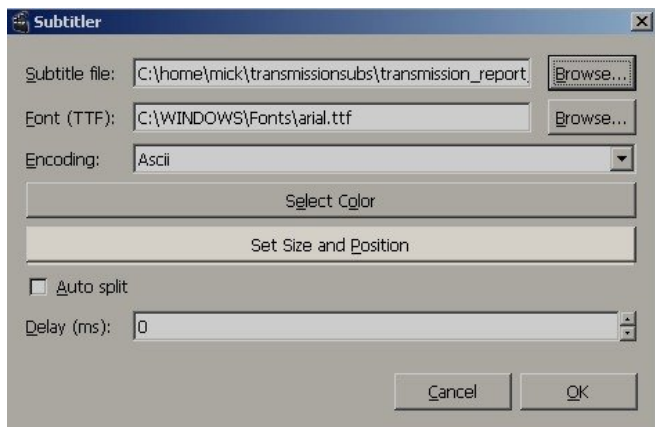 Subtitler
Subtitle file: C:\home\mick\transmissionsubs\transmission_report_ Browse...
Font (TTF): C:\WINDOWS\Fonts\arial.ttf Browse...
Encoding: Ascii
Select Color
Set Size and Position
Auto split
Delay (ms): 0
Cancel OK